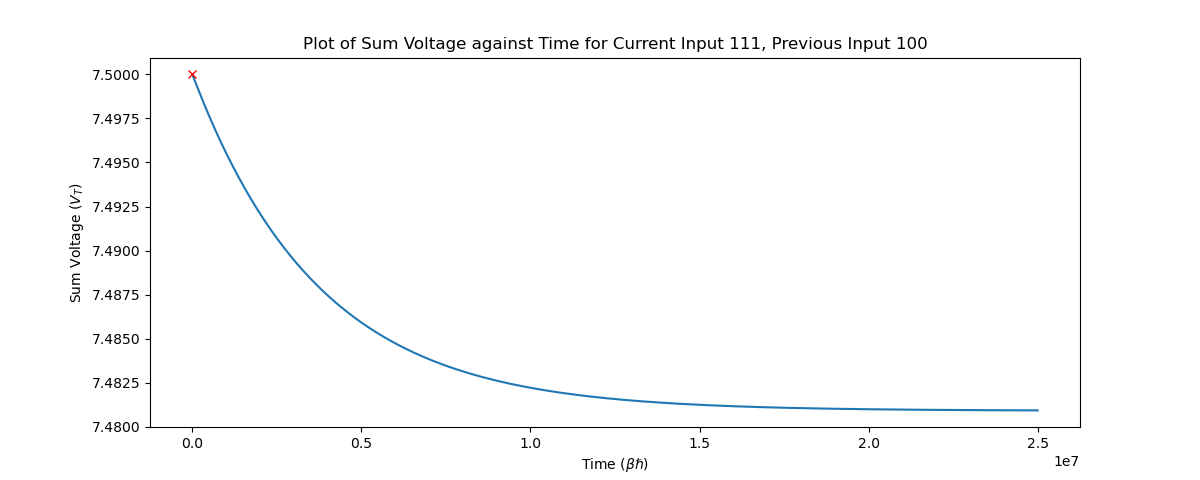 Plot of Sum Voltage against Time for Current Input 111, Previous Input 100
Sum Voltage (V_T)
7.5000
7.4975
7.4950
7.4925
7.4900
7.4875
7.4850
7.4825
7.4800
0.0 0.5 1.0 1.5 2.0 2.5
1e7
Time (βħ)